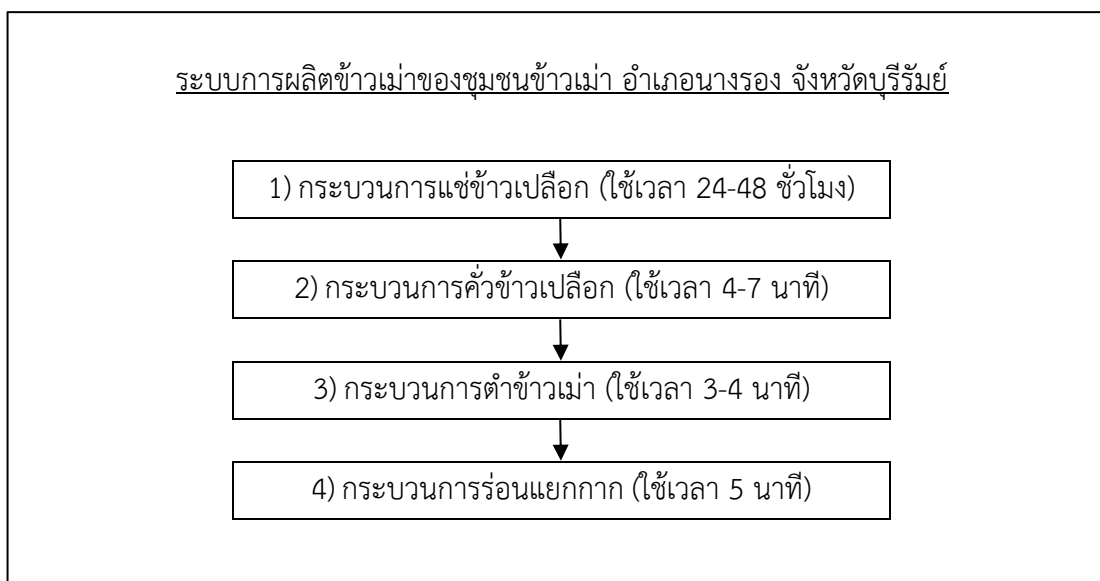 ระบบการผลิตข้าวเม่าของชุมชนข้าวเม่า อำเภอนางรอง จังหวัดบุรีรัมย์
1) กระบวนการแช่ข้าวเปลือก (ใช้เวลา 24-48 ชั่วโมง)
2) กระบวนการคั่วข้าวเปลือก (ใช้เวลา 4-7 นาที)
3) กระบวนการตำข้าวเม่า (ใช้เวลา 3-4 นาที)
4) กระบวนการร่อนแยกกาก (ใช้เวลา 5 นาที)